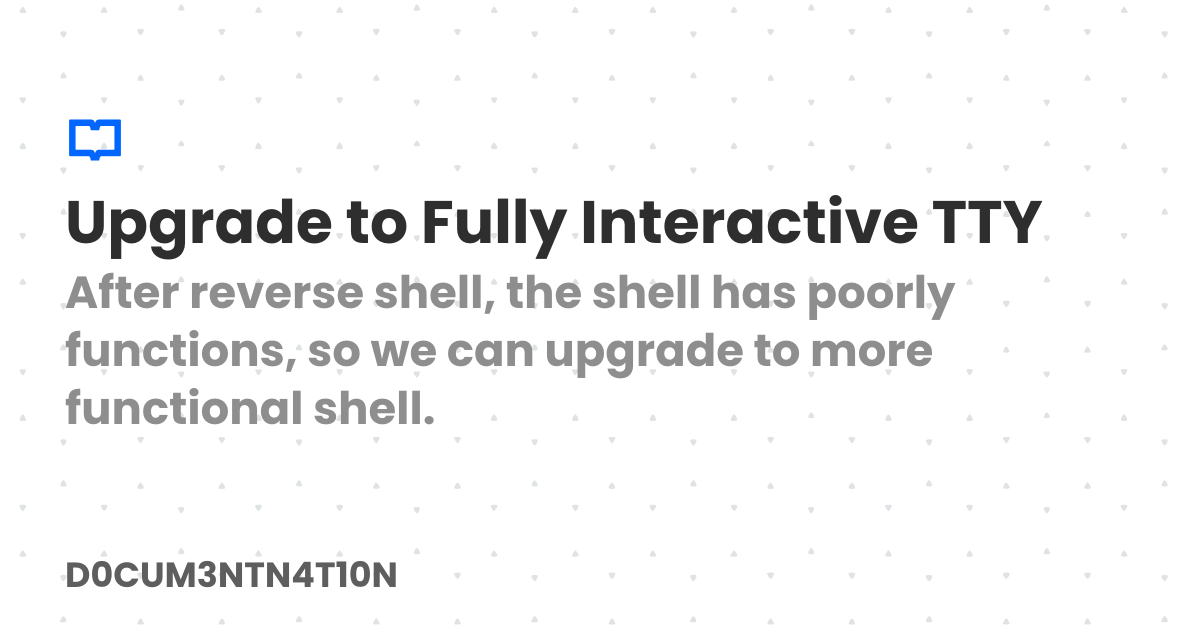 Upgrade to Fully Interactive TTY
After reverse shell, the shell has poorly
functions, so we can upgrade to more
functional shell.
D0CUM3NTN4T10N